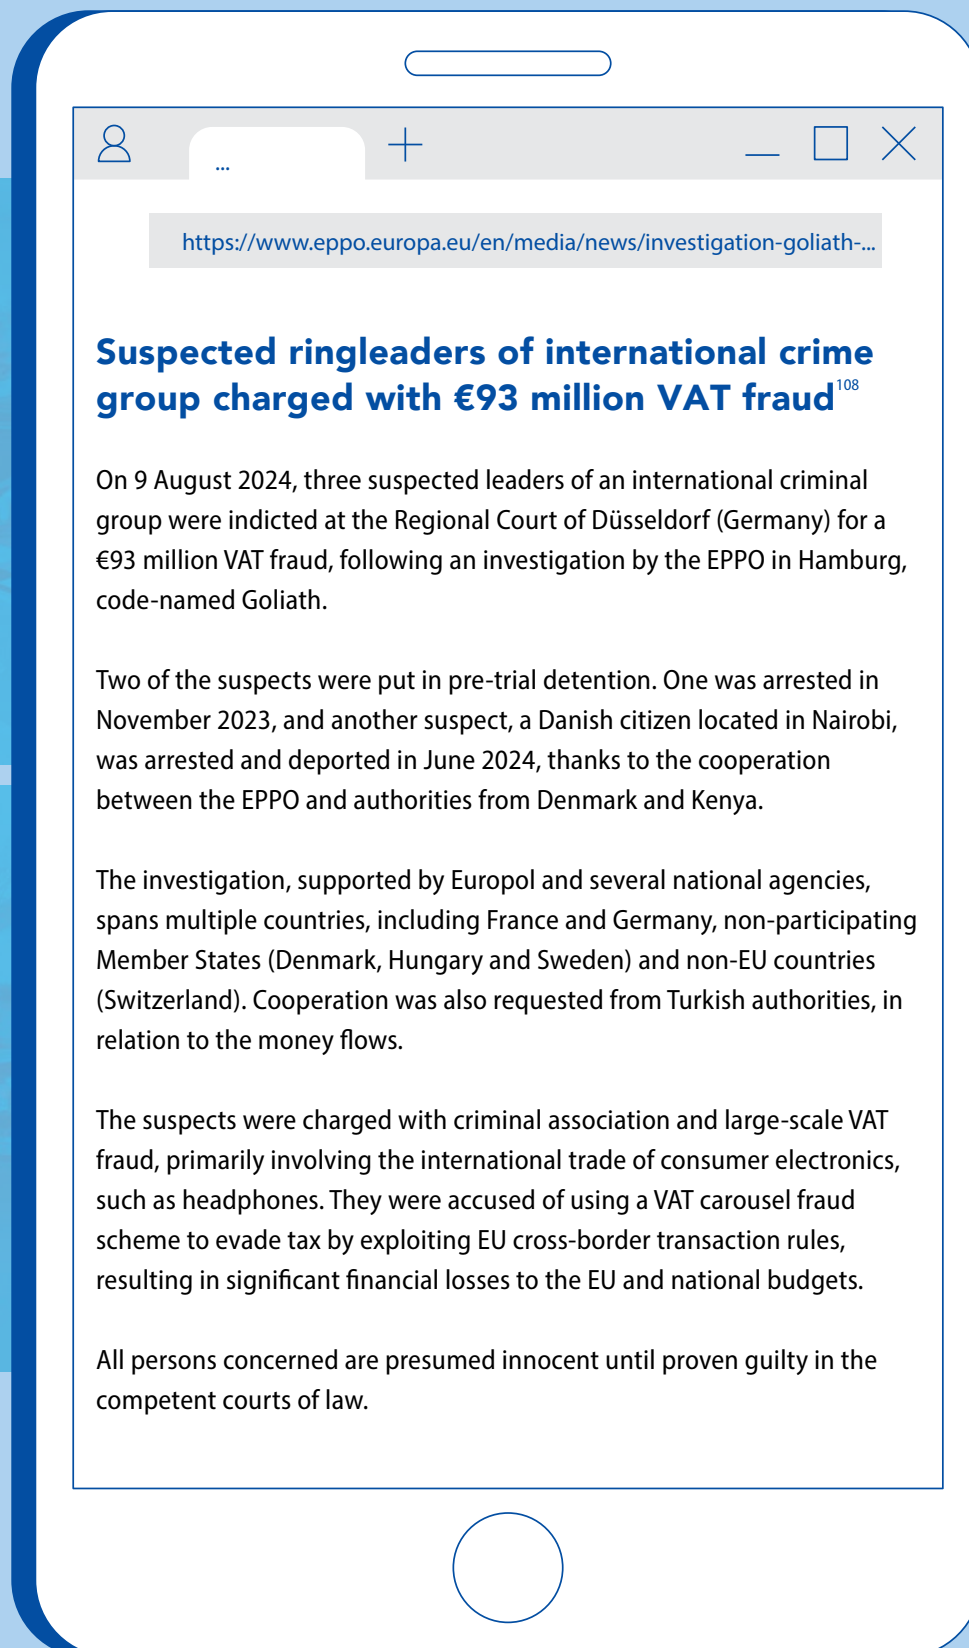 ...
https://www.eppo.europa.eu/en/media/news/investigation-goliath-...
Suspected ringleaders of international crime
group charged with €93 million VAT fraud108
On 9 August 2024, three suspected leaders of an international criminal
group were indicted at the Regional Court of Düsseldorf (Germany) for a
€93 million VAT fraud, following an investigation by the EPPO in Hamburg,
code-named Goliath.
Two of the suspects were put in pre-trial detention. One was arrested in
November 2023, and another suspect, a Danish citizen located in Nairobi,
was arrested and deported in June 2024, thanks to the cooperation
between the EPPO and authorities from Denmark and Kenya.
The investigation, supported by Europol and several national agencies,
spans multiple countries, including France and Germany, non-participating
Member States (Denmark, Hungary and Sweden) and non-EU countries
(Switzerland). Cooperation was also requested from Turkish authorities, in
relation to the money flows.
The suspects were charged with criminal association and large-scale VAT
fraud, primarily involving the international trade of consumer electronics,
such as headphones. They were accused of using a VAT carousel fraud
scheme to evade tax by exploiting EU cross-border transaction rules,
resulting in significant financial losses to the EU and national budgets.
All persons concerned are presumed innocent until proven guilty in the
competent courts of law.